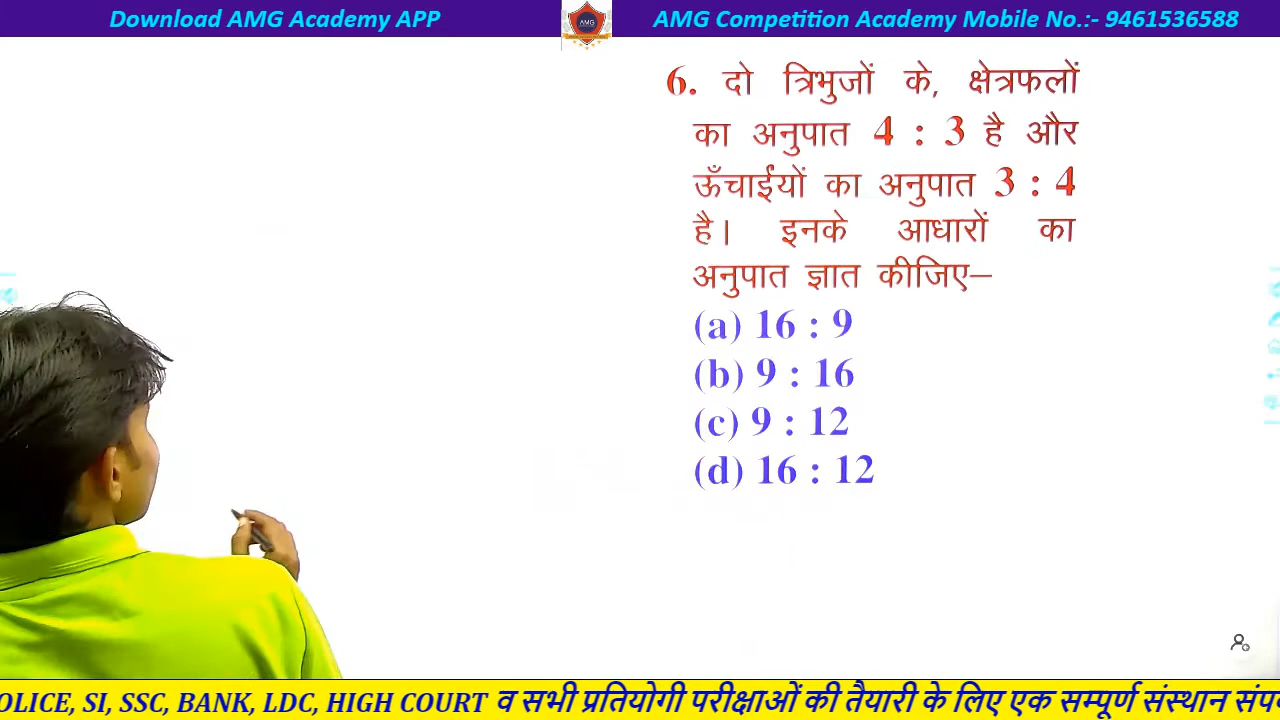 Download AMG Academy APP
AMG
AMG Competition Academy Mobile No.:- 9461536588
6. दो त्रिभुजों के, क्षेत्रफलों
का अनुपात 4 : 3 है और
ऊँचाईयों का अनुपात 3 : 4
है। इनके आधारों का
अनुपात ज्ञात कीजिए–
(a) 16 : 9
(b) 9 : 16
(c) 9 : 12
(d) 16 : 12
OLICE, SI, SSC, BANK, LDC, HIGH COURT व सभी प्रतियोगी परीक्षाओं की तैयारी के लिए एक सम्पूर्ण संस्थान संप